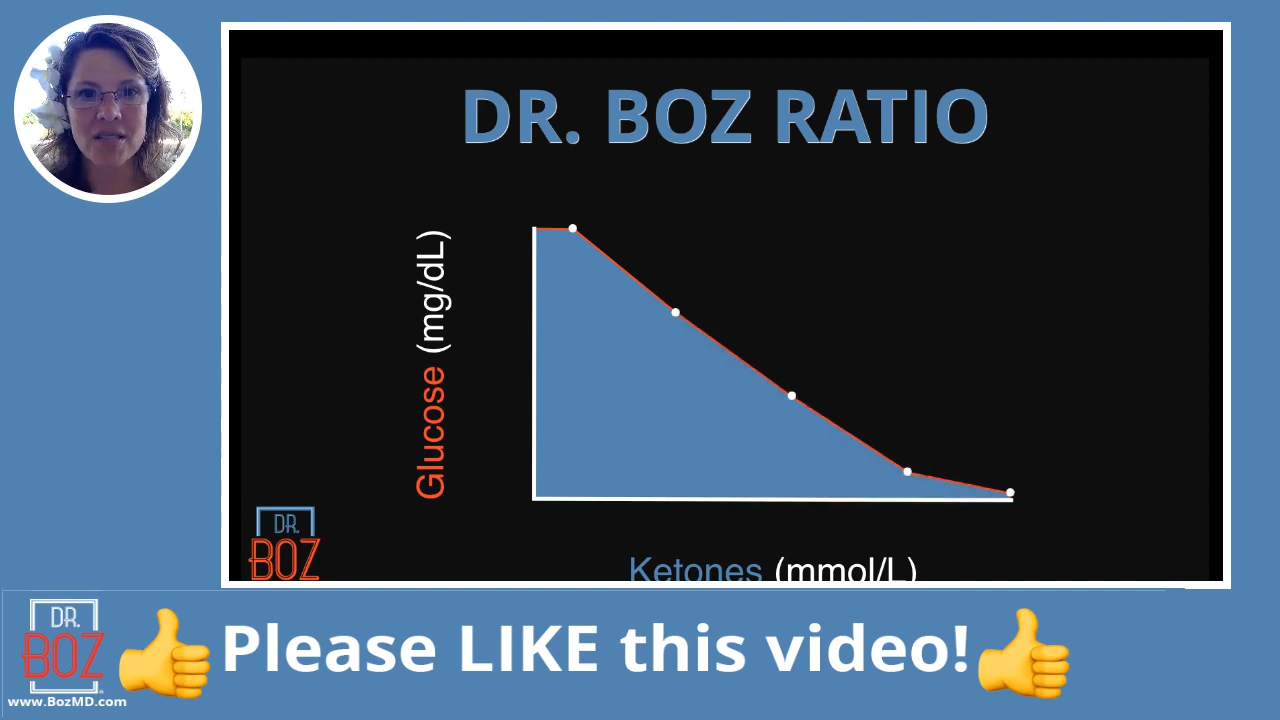 DR. BOZ RATIO
Glucose (mg/dL)
Ketones (mmol/L)
DR.
BOZ
DR.
BOZ
www.BozMD.com
Please LIKE this video!